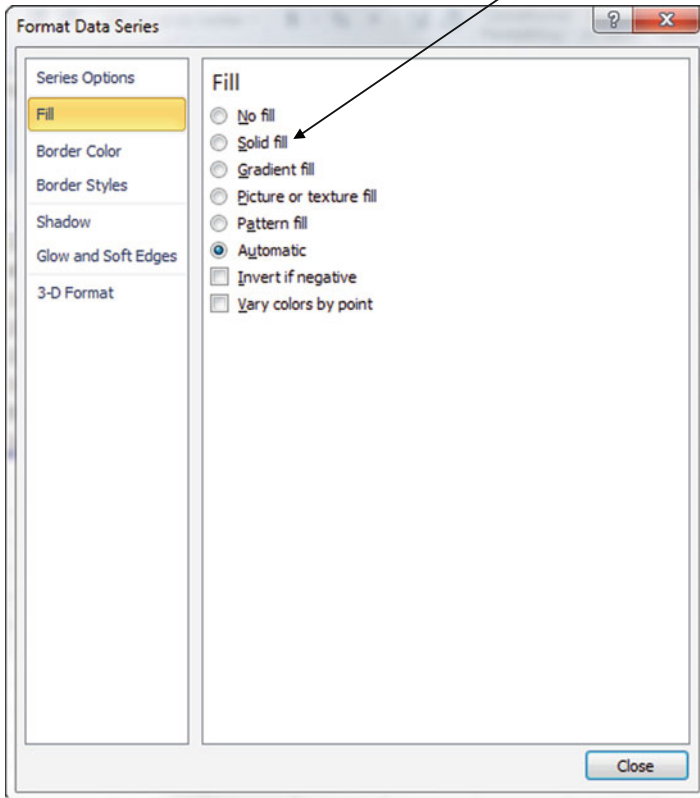 Format Data Series
Series Options
Fill
Border Color
Border Styles
Shadow
Glow and Soft Edges
3-D Format
Fill
No fill
Solid fill
Gradient fill
Picture or texture fill
Pattern fill
Automatic
Invert if negative
Vary colors by point
Close